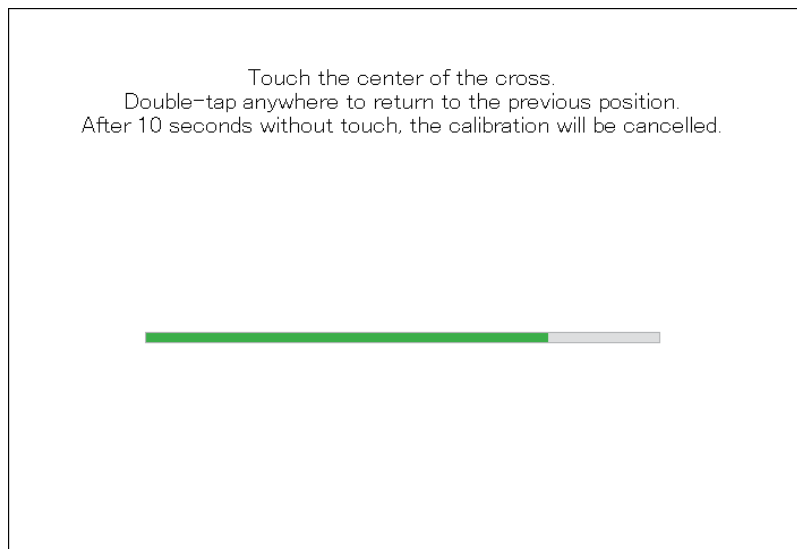 Touch the center of the cross.
Double-tap anywhere to return to the previous position.
After 10 seconds without touch, the calibration will be cancelled.